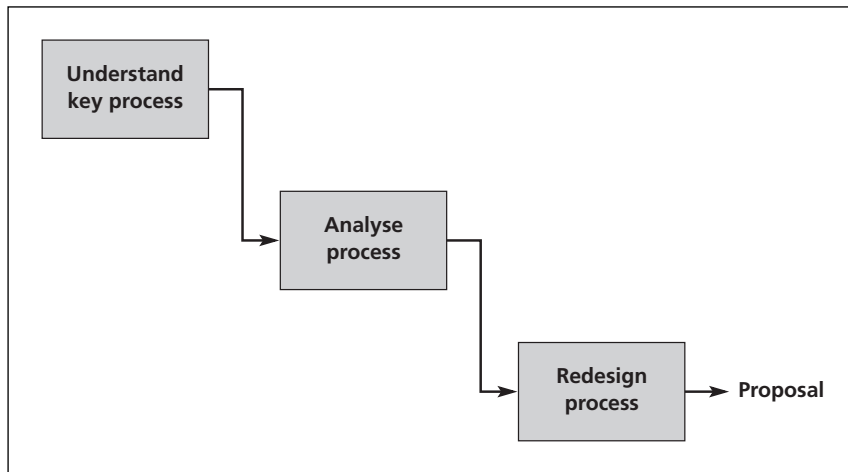 Understand
key process
Analyse
process
Redesign
process
Proposal